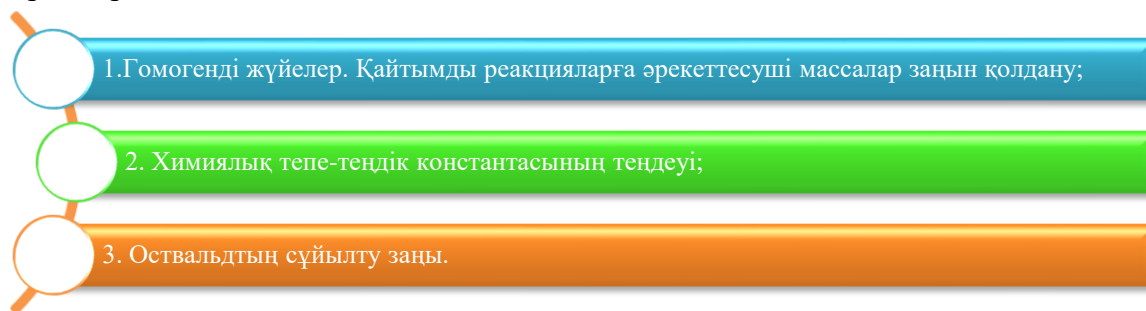 1.Гомогенді жүйелер. Қайтымды реакцияларға әрекеттесуші массалар заңын қолдану;
2. Химиялық тепе-теңдік константасының теңдеуі;
3. Оствальдтың сұйылту заңы.